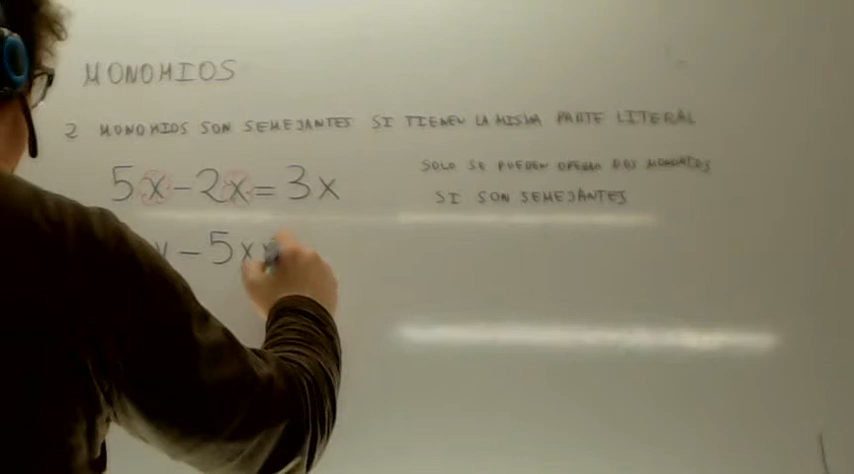 MONOMIOS
2 MONOMIOS SON SEMEJANTES SI TIENEN LA MISMA PARTE LITERAL
5x-2x=3x
SOLO SE PUEDEN OPERAR DOS MONOMIOS
SI SON SEMEJANTES
-5x